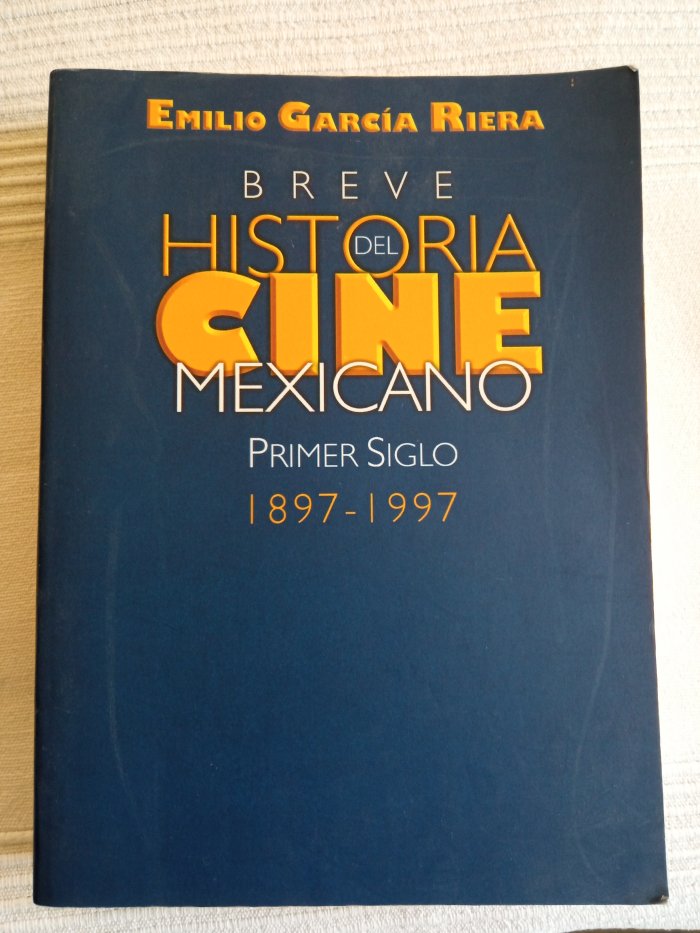 EMILIO GARCÍA RIERA
BREVE
HISTORIA
DEL
CINE
MEXICANO
PRIMER SIGLO
1897-1997